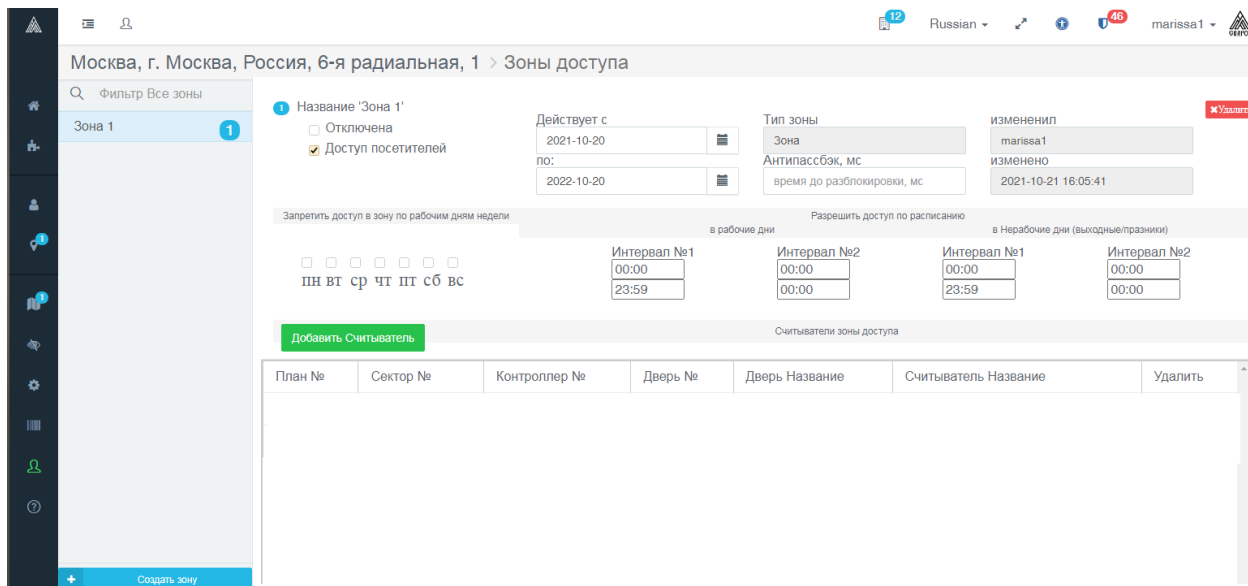 12
Russian
46
marissa1
Москва, г. Москва, Россия, 6-я радиальная, 1 > Зоны доступа
Фильтр Все зоны
Зона 1
1
1 Название 'Зона 1'
Отключена
Доступ посетителей
Действует с
2021-10-20
по:
2022-10-20
Тип зоны
Зона
Антипассбэк, мс
время до разблокировки, мс
измененил
marissa1
изменено
2021-10-21 16:05:41
Удалить
1
1
Запретить доступ в зону по рабочим дням недели
Разрешить доступ по расписанию
в рабочие дни
в Нерабочие дни (выходные/празники)
пн вт ср чт пт сб вс
Интервал №1
00:00
23:59
Интервал №2
00:00
00:00
Интервал №1
00:00
23:59
Интервал №2
00:00
00:00
Добавить Считыватель
Считыватели зоны доступа
План № Сектор № Контроллер № Дверь № Дверь Название Считыватель Название Удалить
+ Создать зону